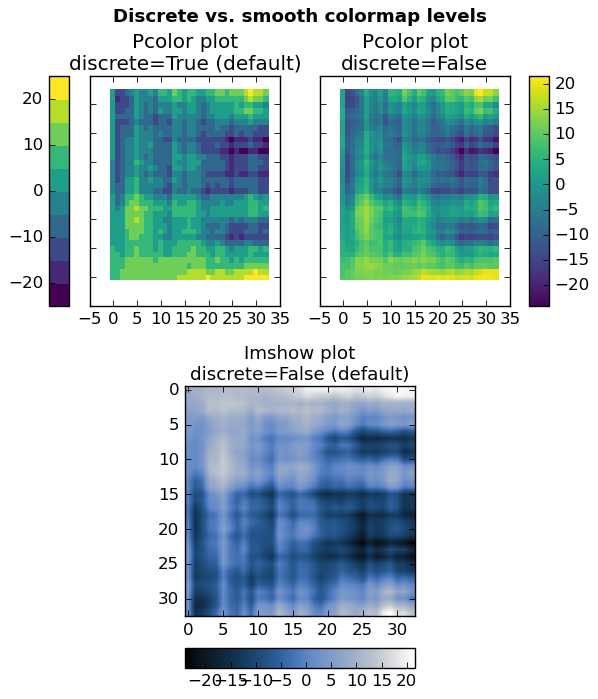 Discrete vs. smooth colormap levels
Pcolor plot
discrete=True (default)
Pcolor plot
discrete=False
20
10
0
−10
−20
−5 0 5 10 15 20 25 30 35
−5 0 5 10 15 20 25 30 35
20
15
10
5
0
−5
−10
−15
−20
Imshow plot
discrete=False (default)
0
5
10
15
20
25
30
0 5 10 15 20 25 30
−20 −15 −10 −5 0 5 10 15 20